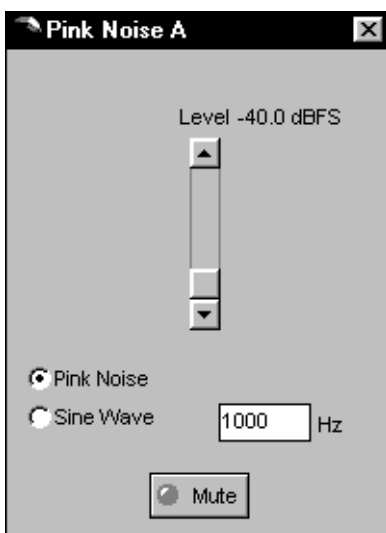 Pink Noise A
Level -40.0 dBFS
Pink Noise
Sine Wave 1000 Hz
Mute